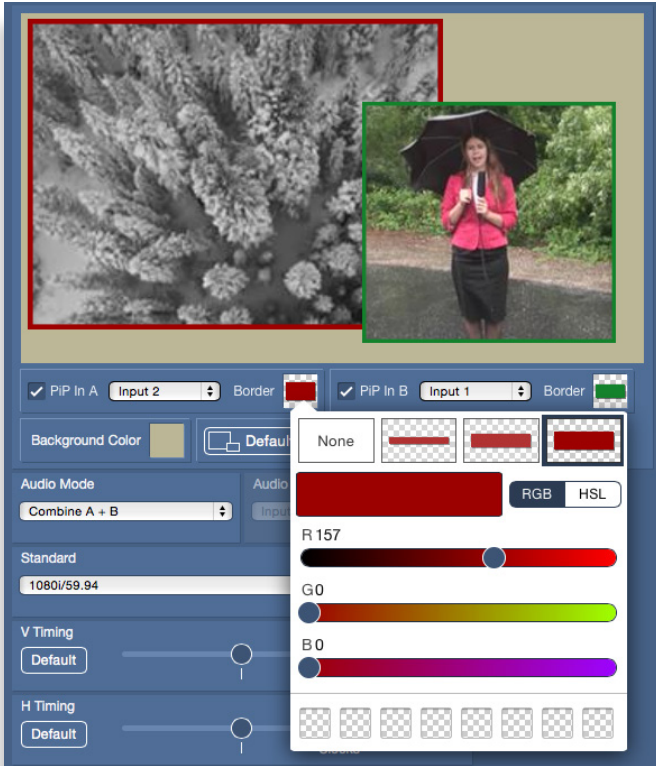 PiP In A
Input 2
Border
PiP In B
Input 1
Border
Background Color
Defaul
None
Audio Mode
Audio
Combine A + B
Input
RGB
HSL
R 157
Standard
1080i/59.94
G 0
V Timing
Default
B 0
H Timing
Default